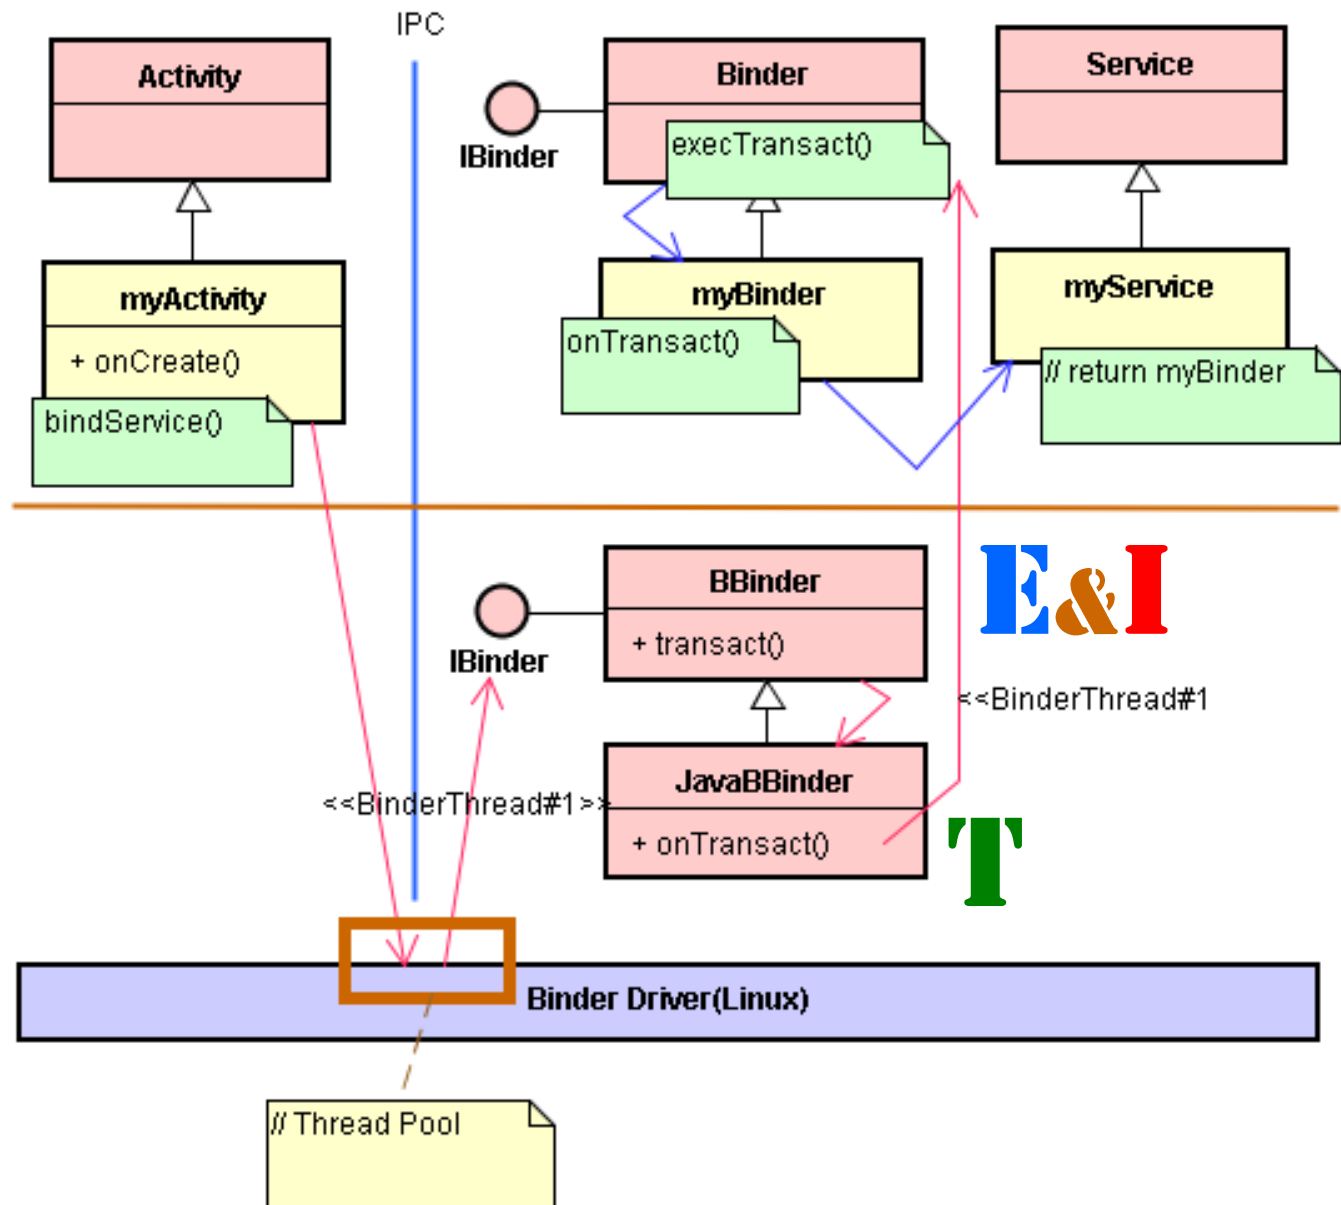 IPC
Activity
Binder
Service
IBinder
execTransact()
myActivity
+ onCreate()
bindService()
myBinder
onTransact()
myService
// return myBinder
BBinder
+ transact()
IBinder
E&I
<<BinderThread#1
<<BinderThread#1>>
JavaBBinder
+ onTransact()
T
Binder Driver(Linux)
// Thread Pool